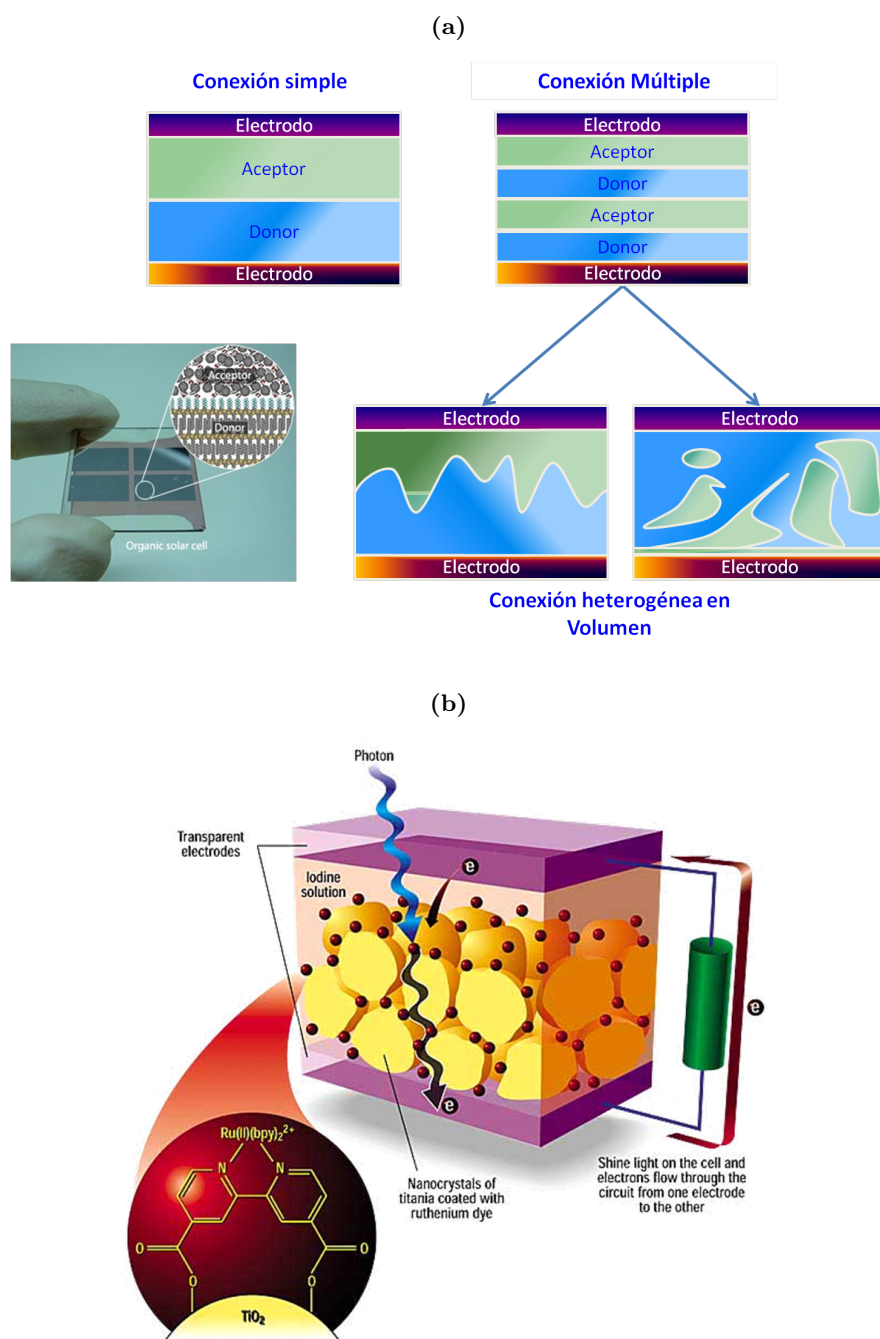 (a)
Conexión simple
Conexión Múltiple
Electrodo
Aceptor
Donor
Electrodo
Electrodo
Aceptor
Donor
Aceptor
Donor
Electrodo
Acceptor
Donor
Organic solar cell
Electrodo
Electrodo
Electrodo
Electrodo
Conexión heterogénea en
Volumen
(b)
Photon
Transparent
electrodes
Iodine
solution
e
e
e
Ru(II)(bpy)₂²⁺
N
N
O
O
O
O
TiO₂
Nanocrystals of
titania coated with
ruthenium dye
Shine light on the cell and
electrons flow through the
circuit from one electrode
to the other